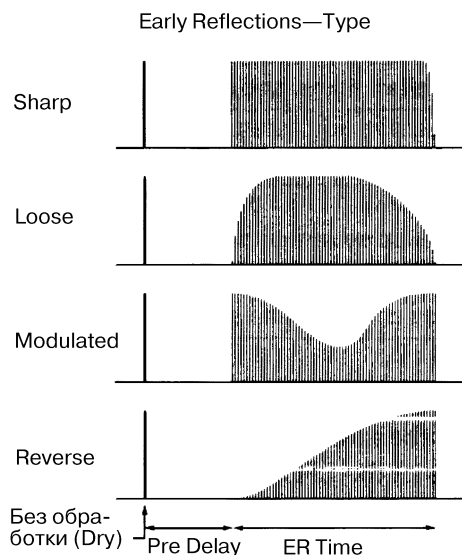 Early Reflections—Type
Sharp
Loose
Modulated
Reverse
Без обра-
ботки (Dry)
Pre Delay
ER Time